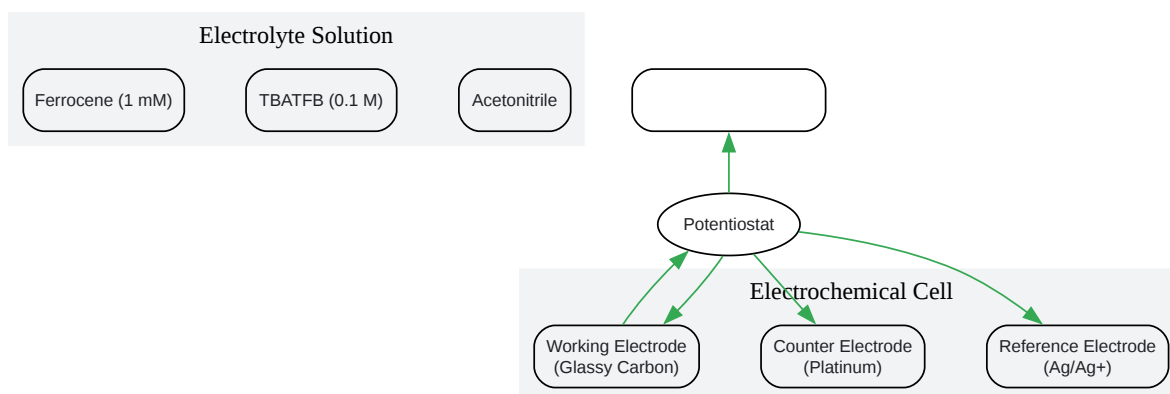 Electrolyte Solution
Ferrocene (1 mM)
TBATFB (0.1 M)
Acetonitrile
Potentiostat
Electrochemical Cell
Working Electrode
(Glassy Carbon)
Counter Electrode
(Platinum)
Reference Electrode
(Ag/Ag+)